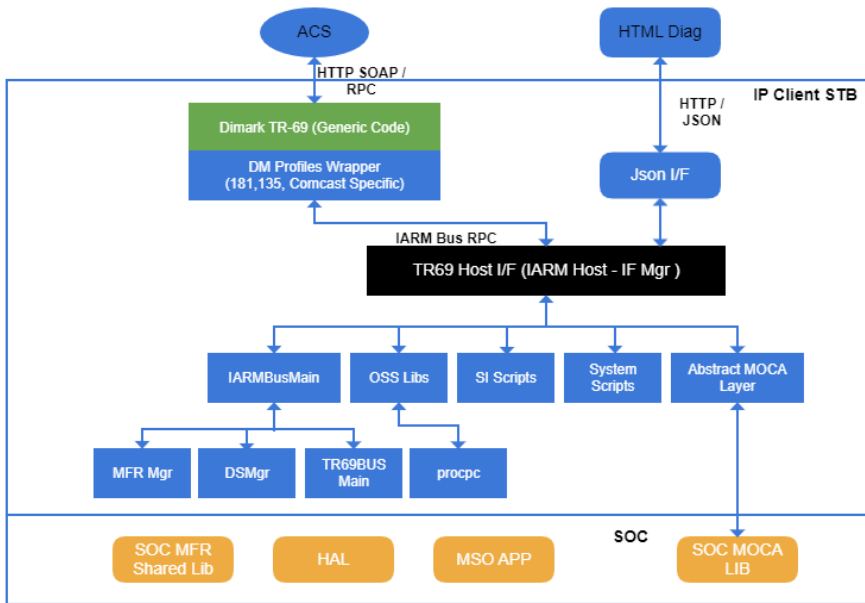 ACS
HTML Diag
HTTP SOAP /
RPC
IP Client STB
HTTP /
JSON
Dimark TR-69 (Generic Code)
DM Profiles Wrapper
(181,135, Comcast Specific)
Json I/F
IARM Bus RPC
TR69 Host I/F (IARM Host - IF Mgr )
IARMBusMain
OSS Libs
SI Scripts
System
Scripts
Abstract MOCA
Layer
MFR Mgr
DSMgr
TR69BUS
Main
procpc
SOC
SOC MFR
Shared Lib
HAL
MSO APP
SOC MOCA
LIB